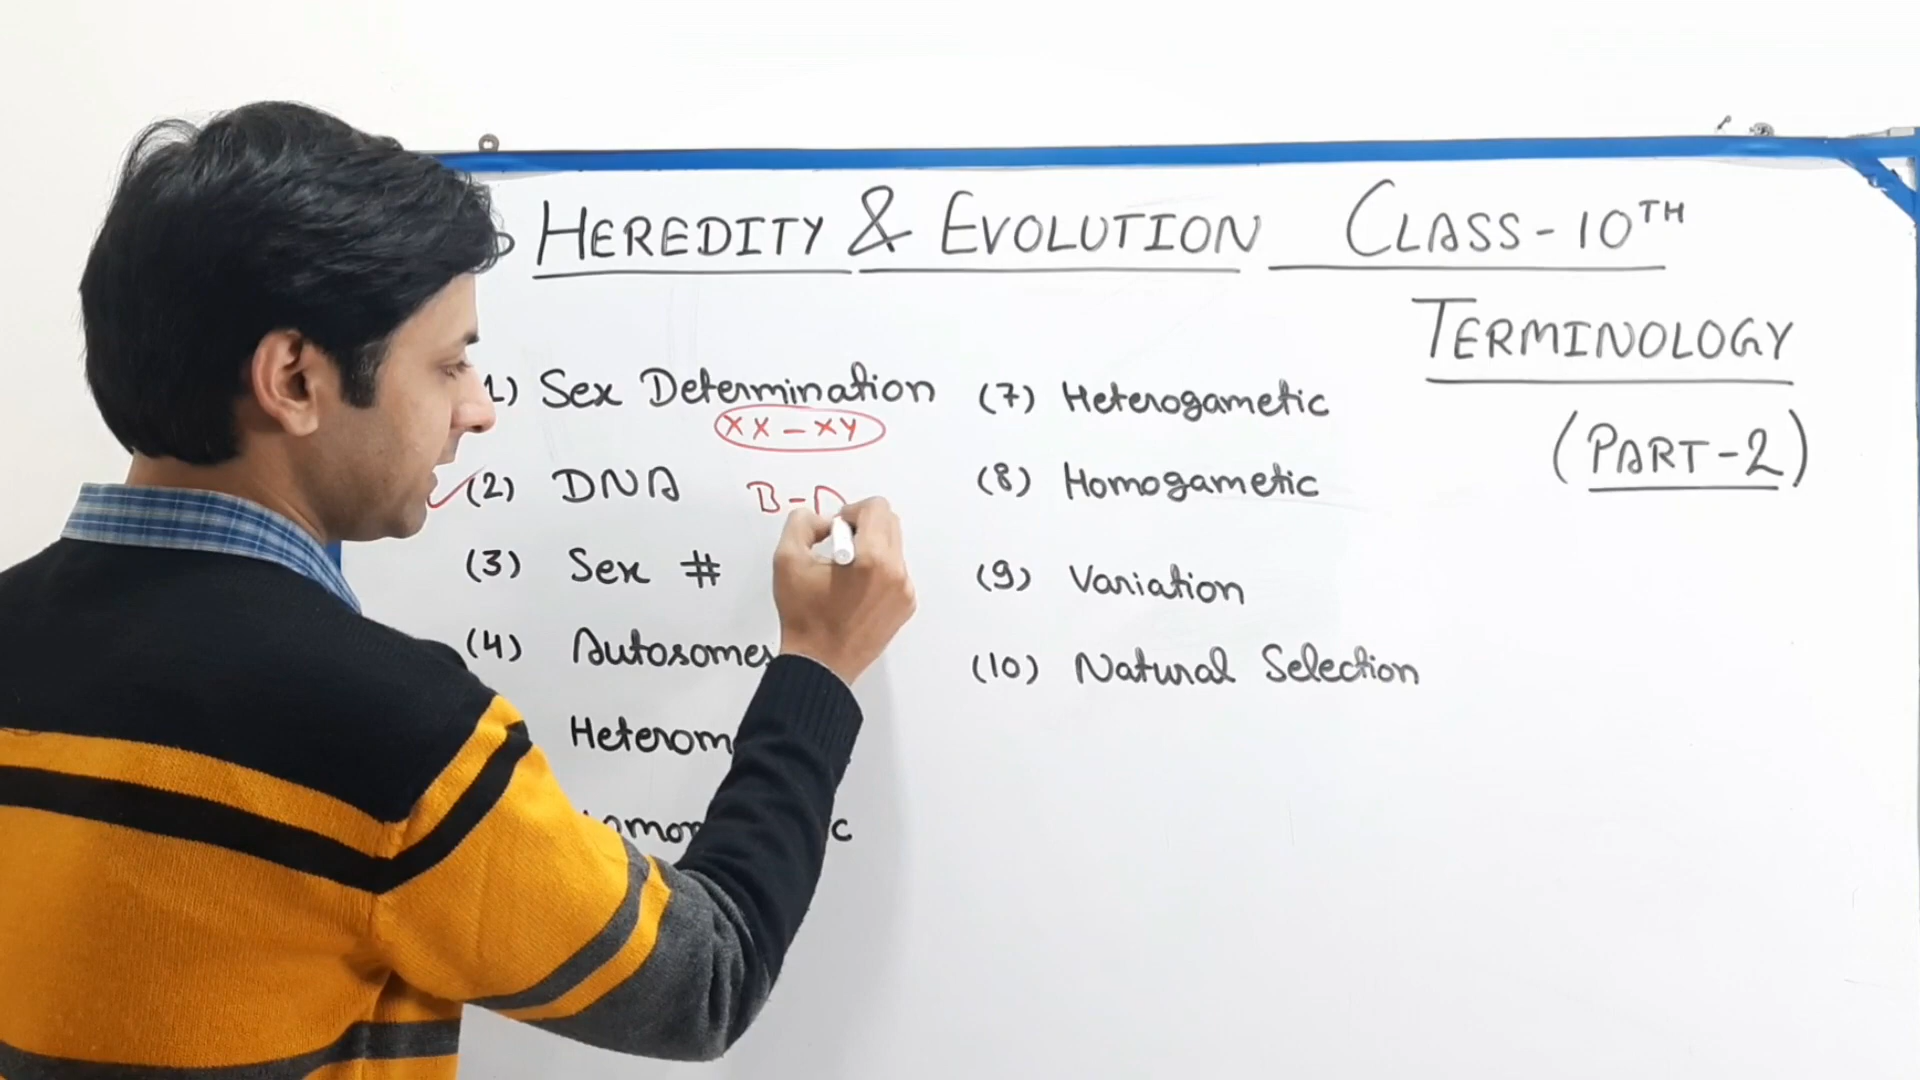 HEREDITY & EVOLUTION CLASS-10TH
TERMINOLOGY
(PART-2)
1) Sex Determination
XX - XY
(2) DNA B-D
(3) Sex #
(4) Autosomes
(7) Heterogametic
(8) Homogametic
(9) Variation
(10) Natural Selection